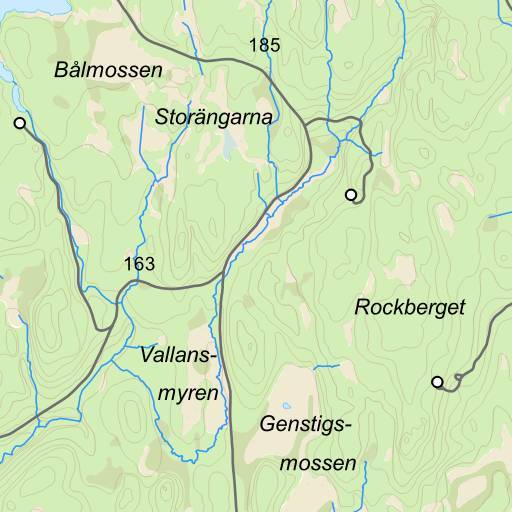 185
Bålmossen
Storängarna
163
Rockberget
Vallans-
myren
Genstigs-
mossen